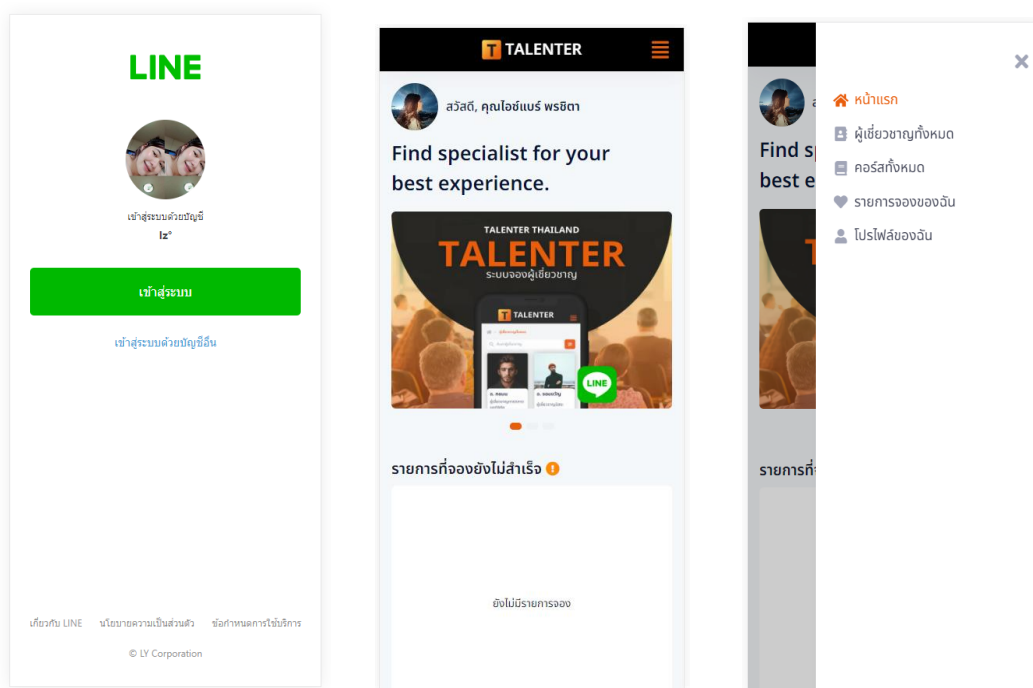 LINE
เข้าสู่ระบบด้วยบัญชี
lz°
เข้าสู่ระบบ
เข้าสู่ระบบด้วยบัญชีอื่น
เกี่ยวกับ LINE นโยบายความเป็นส่วนตัว ข้อกำหนดการใช้บริการ
© LY Corporation
T TALENTER
สวัสดี, คุณไอซ์แบร์ พรชิตา
Find specialist for your
best experience.
TALENTER THAILAND
TALENTER
ระบบจองผู้เชี่ยวชาญ
T TALENTER
LINE
รายการที่จองยังไม่สำเร็จ
ยังไม่มีรายการจอง
Find sp
best e
T
รายการที่
หน้าแรก
ผู้เชี่ยวชาญทั้งหมด
คอร์สทั้งหมด
รายการจองของฉัน
โปรไฟล์ของฉัน